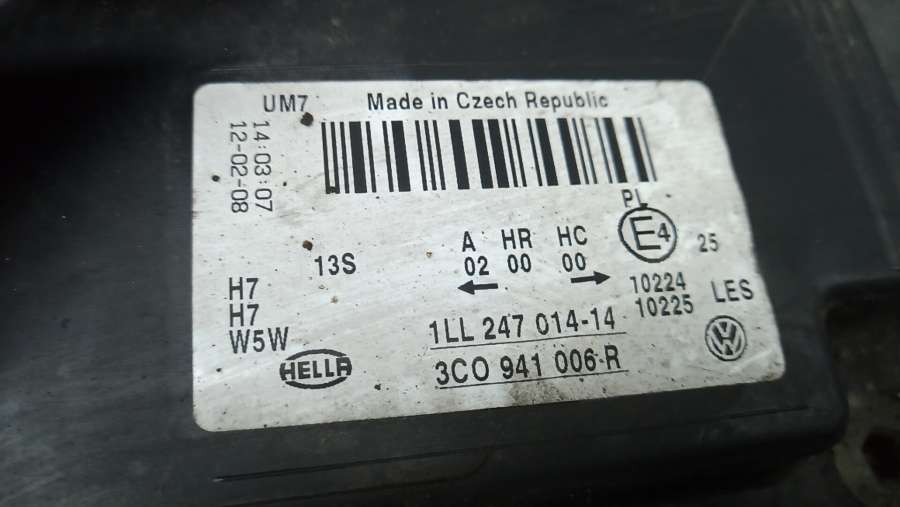 UM7 Made in Czech Republic
14:03:07
12-02-08
PL
E4 25
13S
A HR HC
02 00 00
H7
H7
W5W
10224
10225 LES
1LL 247 014-14
HELLA
3C0 941 006-R
VW